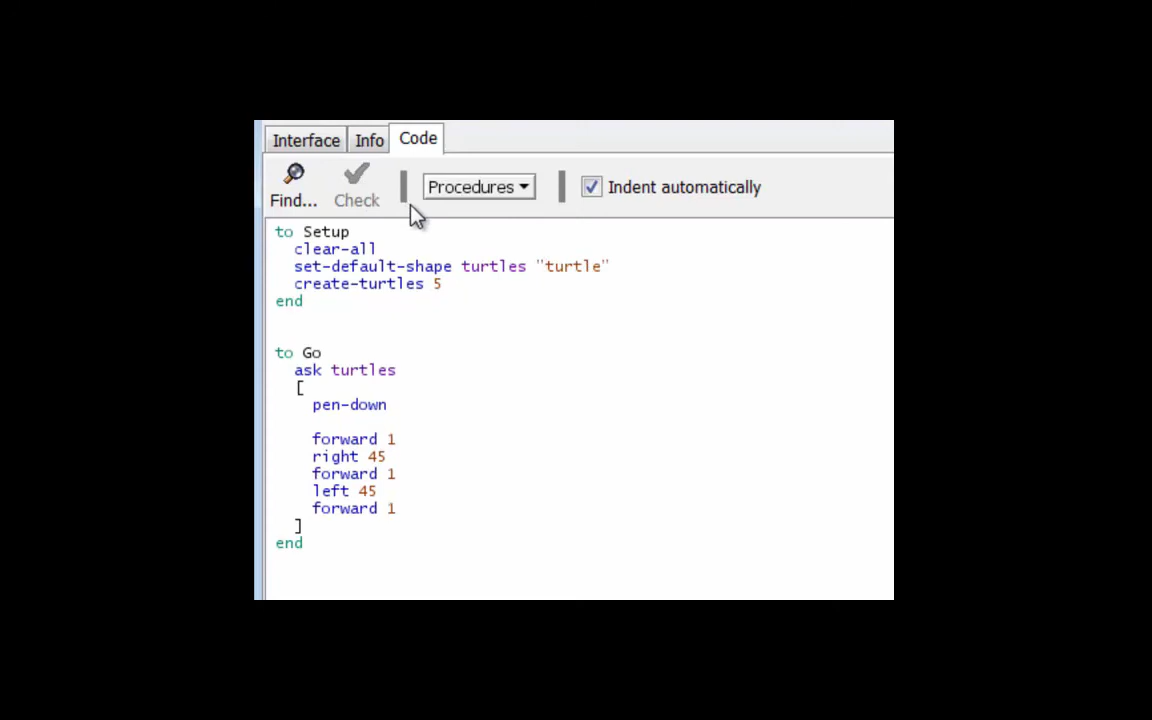 Interface Info Code
Find... Check Procedures Indent automatically
to Setup
clear-all
set-default-shape turtles "turtle"
create-turtles 5
end
to Go
ask turtles
[
pen-down
forward 1
right 45
forward 1
left 45
forward 1
]
end